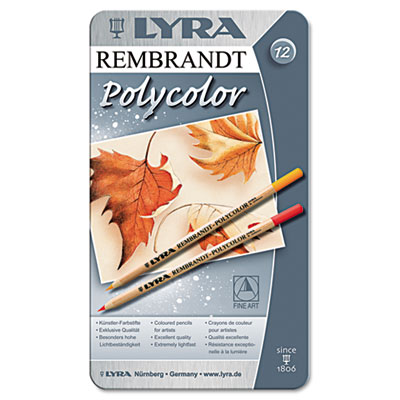 LYRA
REMBRANDT
12
Polycolor
LYRA REMBRANDT-POLYCOLOR
LYRA REMBRANDT-POLYCOLOR
FINE ART
• Künstler-Farbstifte
• Exklusive Qualität
• Besonders hohe
Lichtbeständigkeit
• Coloured pencils
for artists
• Excellent quality
• Extremely lightfast
• Crayons de couleur
pour artistes
• Qualité excellente
• Résistance exceptio-
nelle à la lumière
since
1806
LYRA Nürnberg • Germany • www.lyra.de